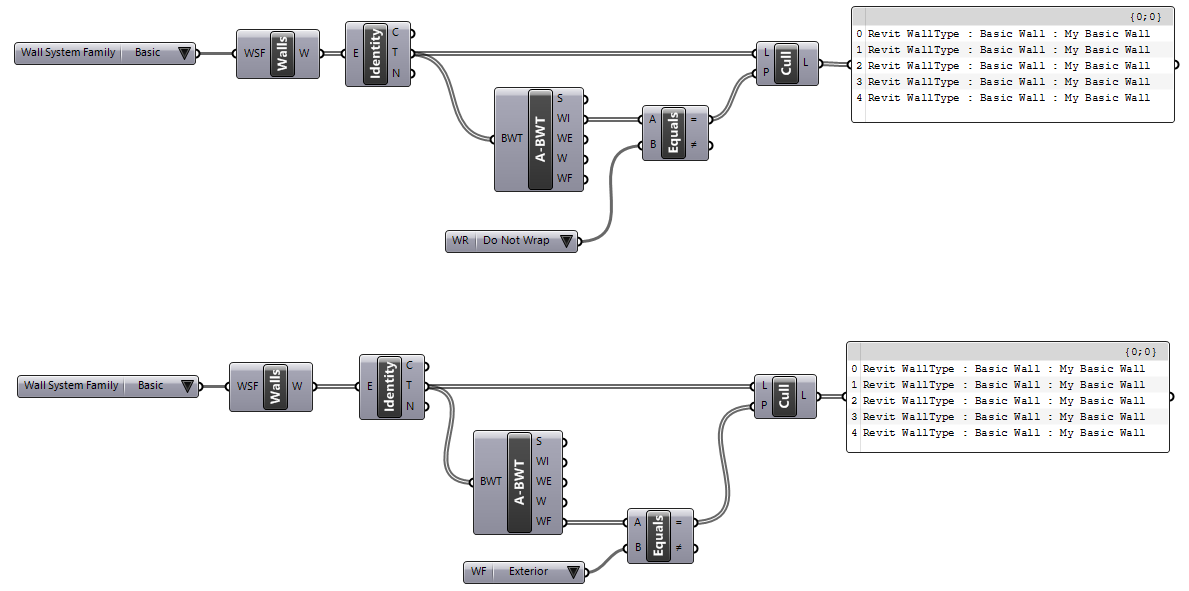 Wall System Family Basic
WSF Walls W
E Identity C T N
BWT A-BWT S WI WE W WF
WR Do Not Wrap
A B Equals = ≠
L P Cull L
{0;0}
0 Revit WallType : Basic Wall : My Basic Wall
1 Revit WallType : Basic Wall : My Basic Wall
2 Revit WallType : Basic Wall : My Basic Wall
3 Revit WallType : Basic Wall : My Basic Wall
4 Revit WallType : Basic Wall : My Basic Wall
Wall System Family Basic
WSF Walls W
E Identity C T N
BWT A-BWT S WI WE W WF
WF Exterior
A B Equals = ≠
L P Cull L
{0;0}
0 Revit WallType : Basic Wall : My Basic Wall
1 Revit WallType : Basic Wall : My Basic Wall
2 Revit WallType : Basic Wall : My Basic Wall
3 Revit WallType : Basic Wall : My Basic Wall
4 Revit WallType : Basic Wall : My Basic Wall